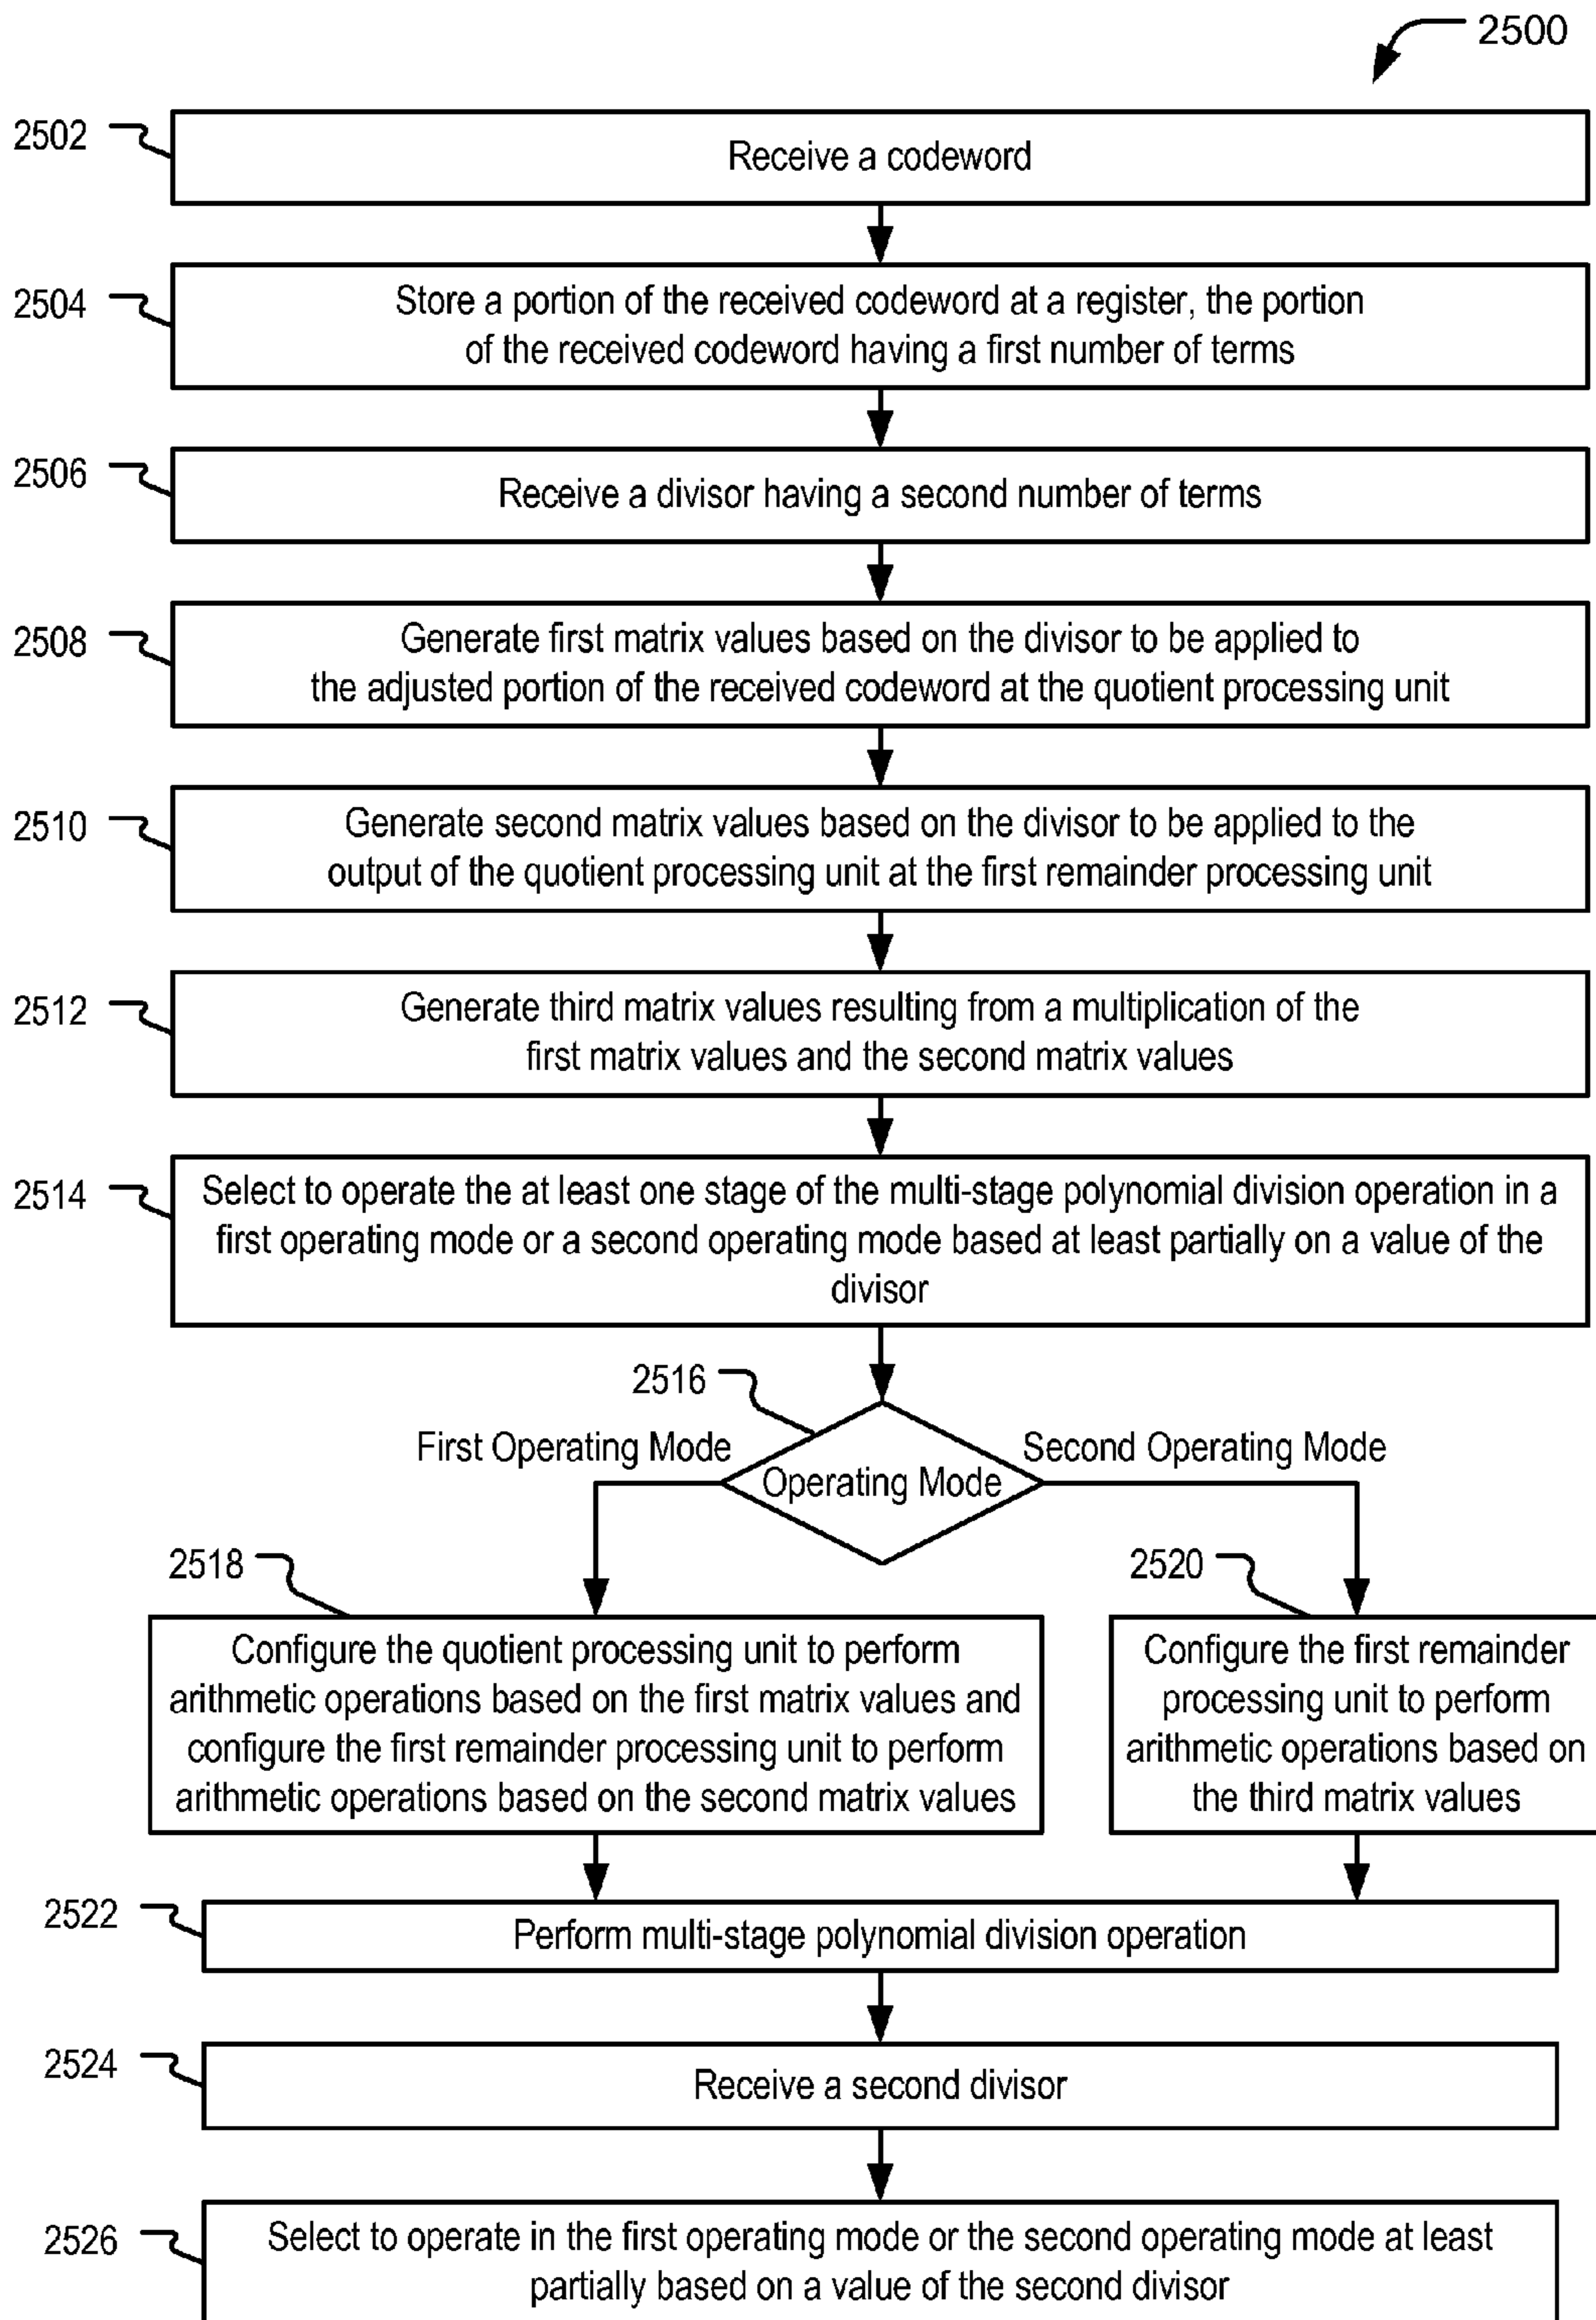 2500
2502
Receive a codeword
2504
Store a portion of the received codeword at a register, the portion
of the received codeword having a first number of terms
2506
Receive a divisor having a second number of terms
2508
Generate first matrix values based on the divisor to be applied to
the adjusted portion of the received codeword at the quotient processing unit
2510
Generate second matrix values based on the divisor to be applied to the
output of the quotient processing unit at the first remainder processing unit
2512
Generate third matrix values resulting from a multiplication of the
first matrix values and the second matrix values
2514
Select to operate the at least one stage of the multi-stage polynomial division operation in a
first operating mode or a second operating mode based at least partially on a value of the
divisor
2516
First Operating Mode
Second Operating Mode
Operating Mode
2518
2520
Configure the quotient processing unit to perform
arithmetic operations based on the first matrix values and
configure the first remainder processing unit to perform
arithmetic operations based on the second matrix values
Configure the first remainder
processing unit to perform
arithmetic operations based on
the third matrix values
2522
Perform multi-stage polynomial division operation
2524
Receive a second divisor
2526
Select to operate in the first operating mode or the second operating mode at least
partially based on a value of the second divisor